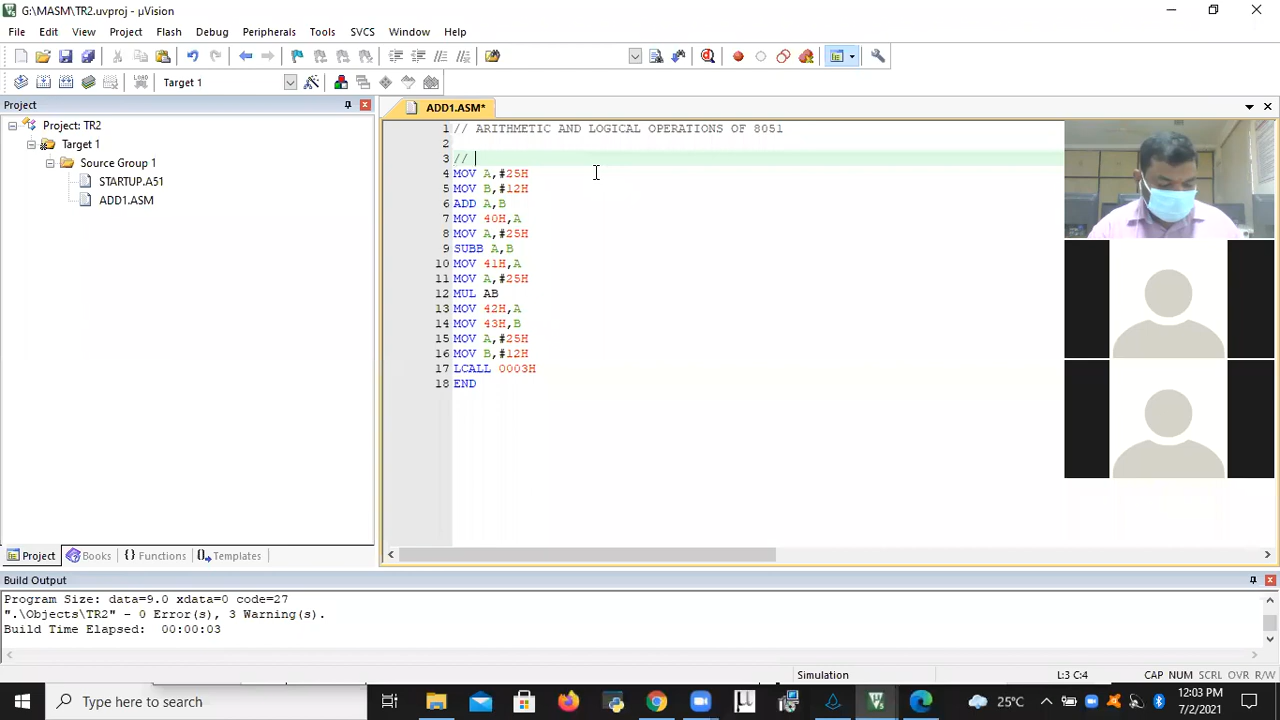 G:\MASM\TR2.uvproj - µVision
File Edit View Project Flash Debug Peripherals Tools SVCS Window Help
Target 1
Project
Project: TR2
Target 1
Source Group 1
STARTUP.A51
ADD1.ASM
Project Books {} Functions Templates
ADD1.ASM*
1 // ARITHMETIC AND LOGICAL OPERATIONS OF 8051
2
3 //
4 MOV A,#25H
5 MOV B,#12H
6 ADD A,B
7 MOV 40H,A
8 MOV A,#25H
9 SUBB A,B
10 MOV 41H,A
11 MOV A,#25H
12 MUL AB
13 MOV 42H,A
14 MOV 43H,B
15 MOV A,#25H
16 MOV B,#12H
17 LCALL 0003H
18 END
Build Output
Program Size: data=9.0 xdata=0 code=27
".\Objects\TR2" - 0 Error(s), 3 Warning(s).
Build Time Elapsed:  00:00:03
Simulation L:3 C:4 CAP NUM SCRL OVR R/W
Type here to search
25°C
12:03 PM
7/2/2021